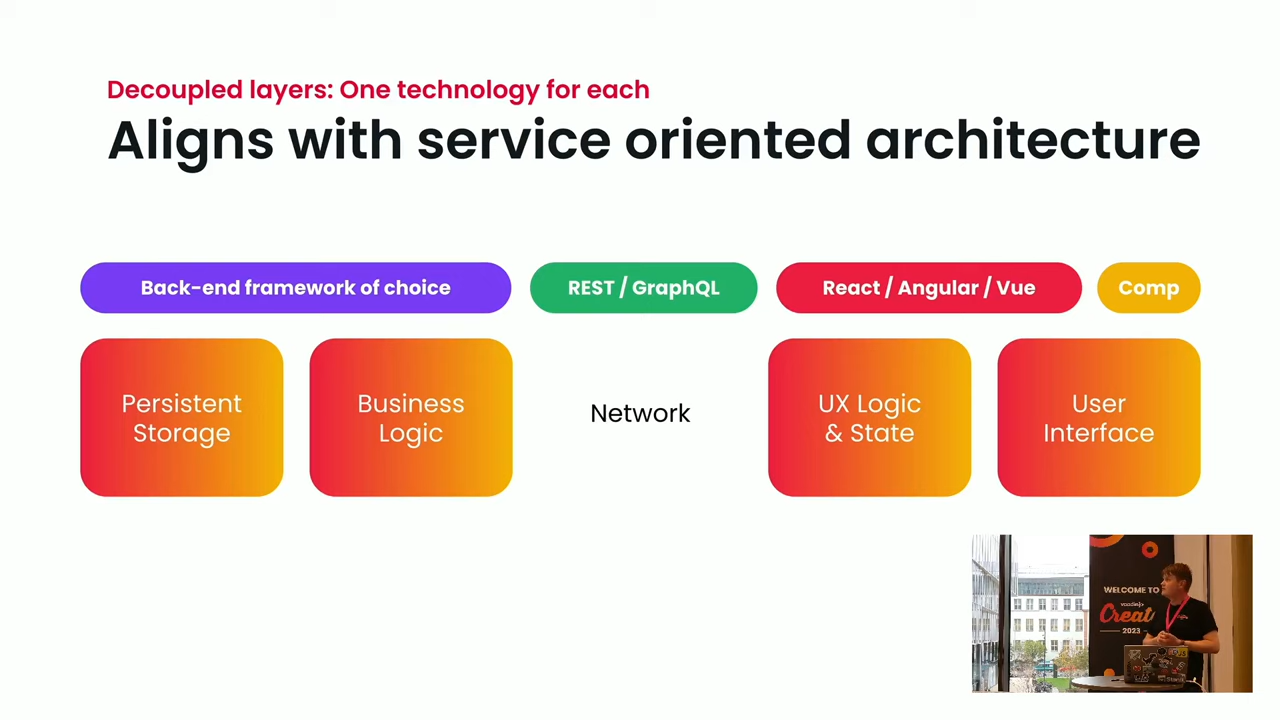 Decoupled layers: One technology for each
Aligns with service oriented architecture
Back-end framework of choice
REST / GraphQL
React / Angular / Vue
Comp
Persistent
Storage
Business
Logic
Network
UX Logic
& State
User
Interface
WELCOME TO
vaadin}>
Creat
2023